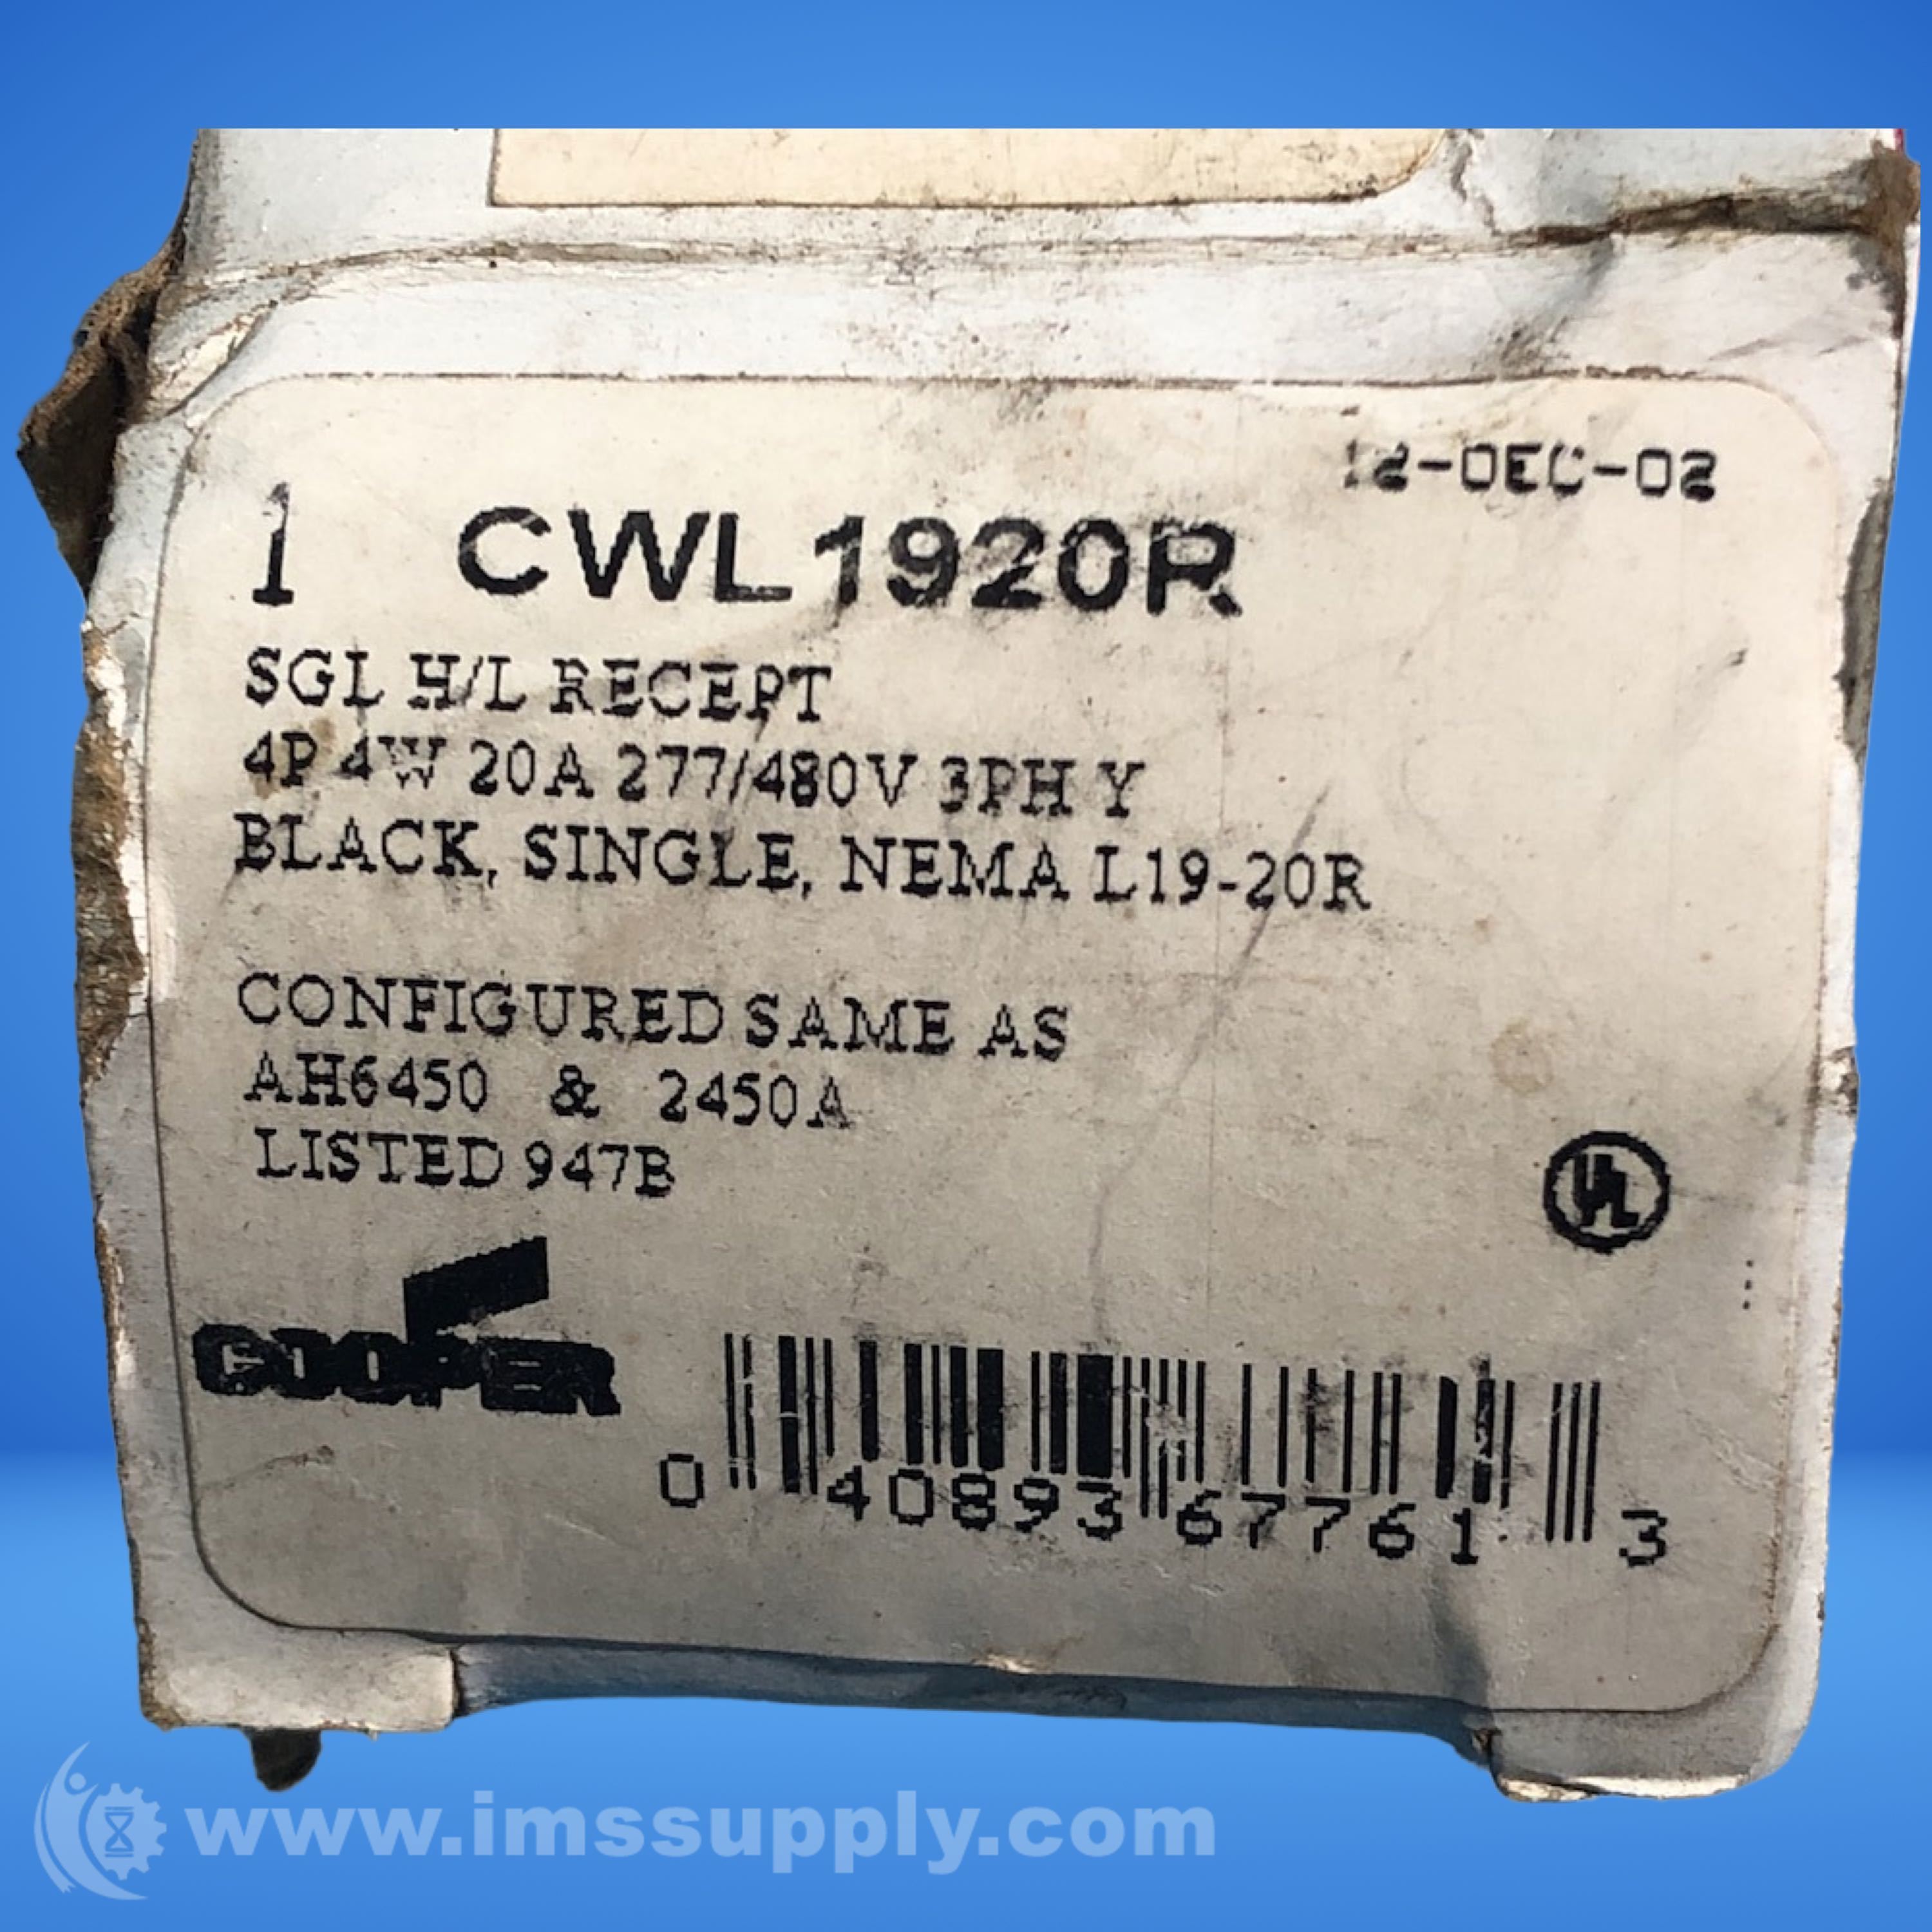 12-DEC-02
1 CWL1920R
SGL H/L RECEPT
4P 4W 20A 277/480V 3PH Y
BLACK, SINGLE, NEMA L19-20R
CONFIGURED SAME AS
AH6450 & 2450A
LISTED 947B
UL
COOPER
0 40893 67761 3
www.imssupply.com